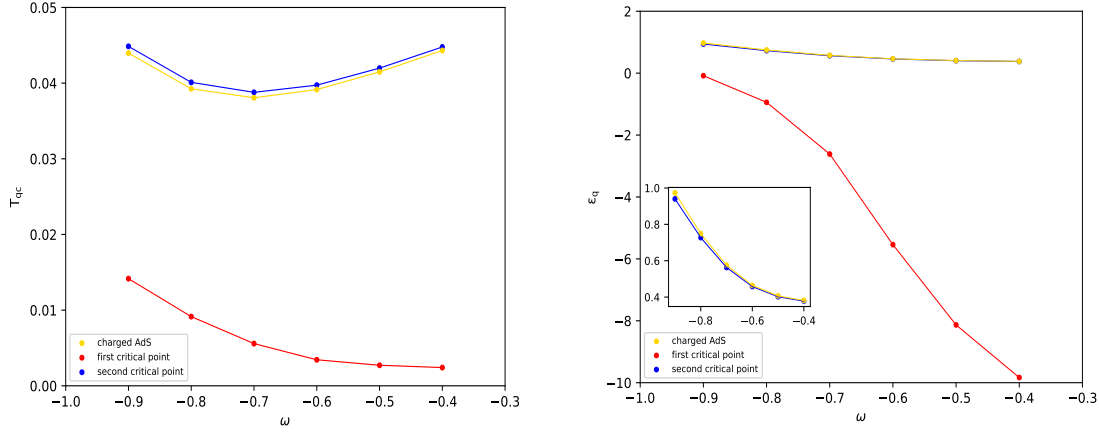 0.05
0.04
0.03
0.02
0.01
0.00
T_qc
charged AdS
first critical point
second critical point
−1.0 −0.9 −0.8 −0.7 −0.6 −0.5 −0.4 −0.3
ω
2
0
−2
−4
−6
−8
−10
ε_q
1.0
0.8
0.6
0.4
−0.8 −0.6 −0.4
charged AdS
first critical point
second critical point
−1.0 −0.9 −0.8 −0.7 −0.6 −0.5 −0.4 −0.3
ω